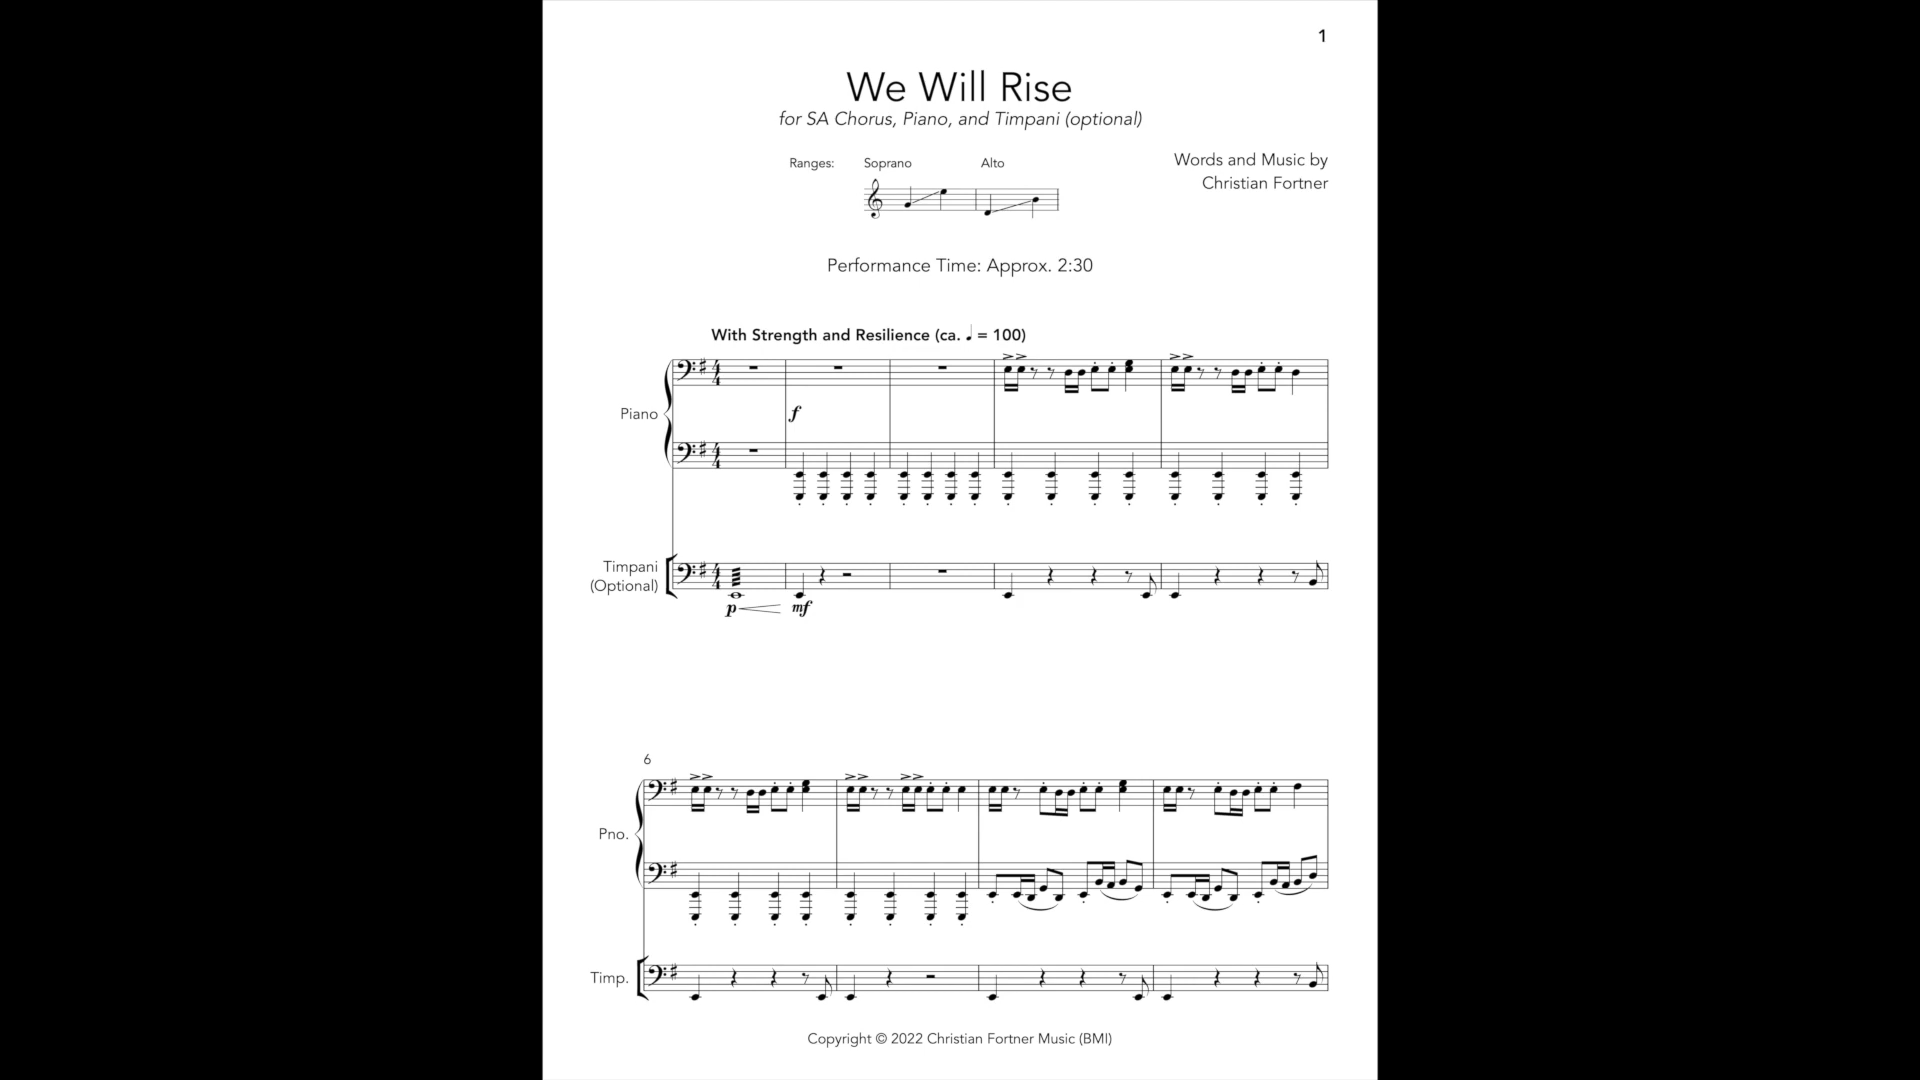 1
We Will Rise
for SA Chorus, Piano, and Timpani (optional)
Ranges: Soprano Alto
Words and Music by
Christian Fortner
Performance Time: Approx. 2:30
With Strength and Resilience (ca. ♩ = 100)
Piano
f
Timpani
(Optional)
p mf
6
Pno.
Timp.
Copyright © 2022 Christian Fortner Music (BMI)